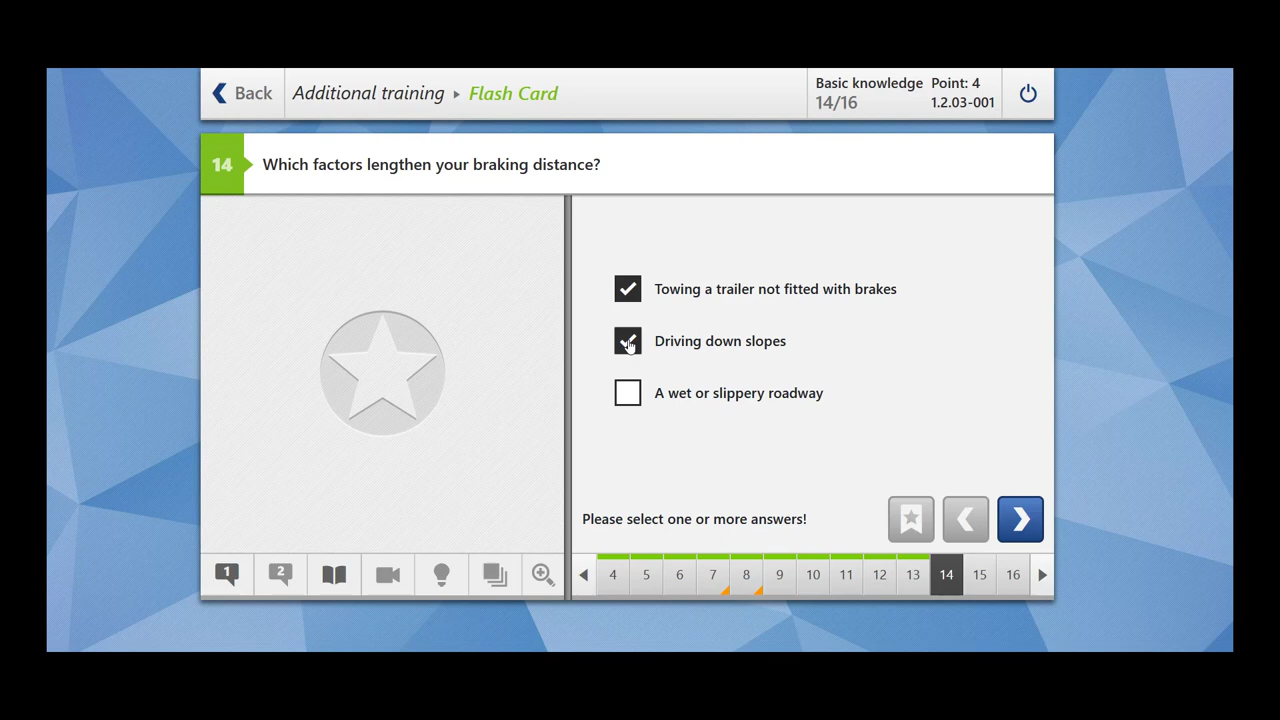 Back
Additional training ▸ Flash Card
Basic knowledge Point: 4
14/16 1.2.03-001
14 Which factors lengthen your braking distance?
Towing a trailer not fitted with brakes
Driving down slopes
A wet or slippery roadway
Please select one or more answers!
1 2
4 5 6 7 8 9 10 11 12 13 14 15 16